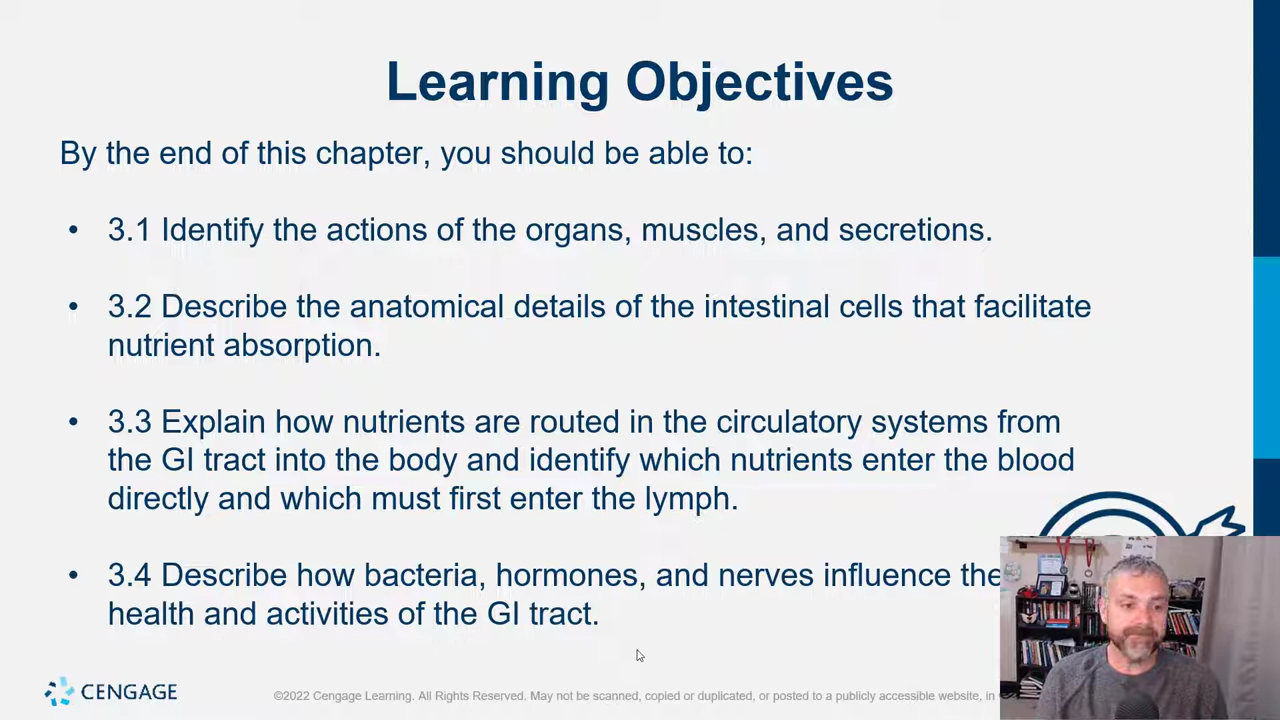 Learning Objectives
By the end of this chapter, you should be able to:
• 3.1 Identify the actions of the organs, muscles, and secretions.
• 3.2 Describe the anatomical details of the intestinal cells that facilitate
nutrient absorption.
• 3.3 Explain how nutrients are routed in the circulatory systems from
the GI tract into the body and identify which nutrients enter the blood
directly and which must first enter the lymph.
• 3.4 Describe how bacteria, hormones, and nerves influence the
health and activities of the GI tract.
CENGAGE
©2022 Cengage Learning. All Rights Reserved. May not be scanned, copied or duplicated, or posted to a publicly accessible website, in